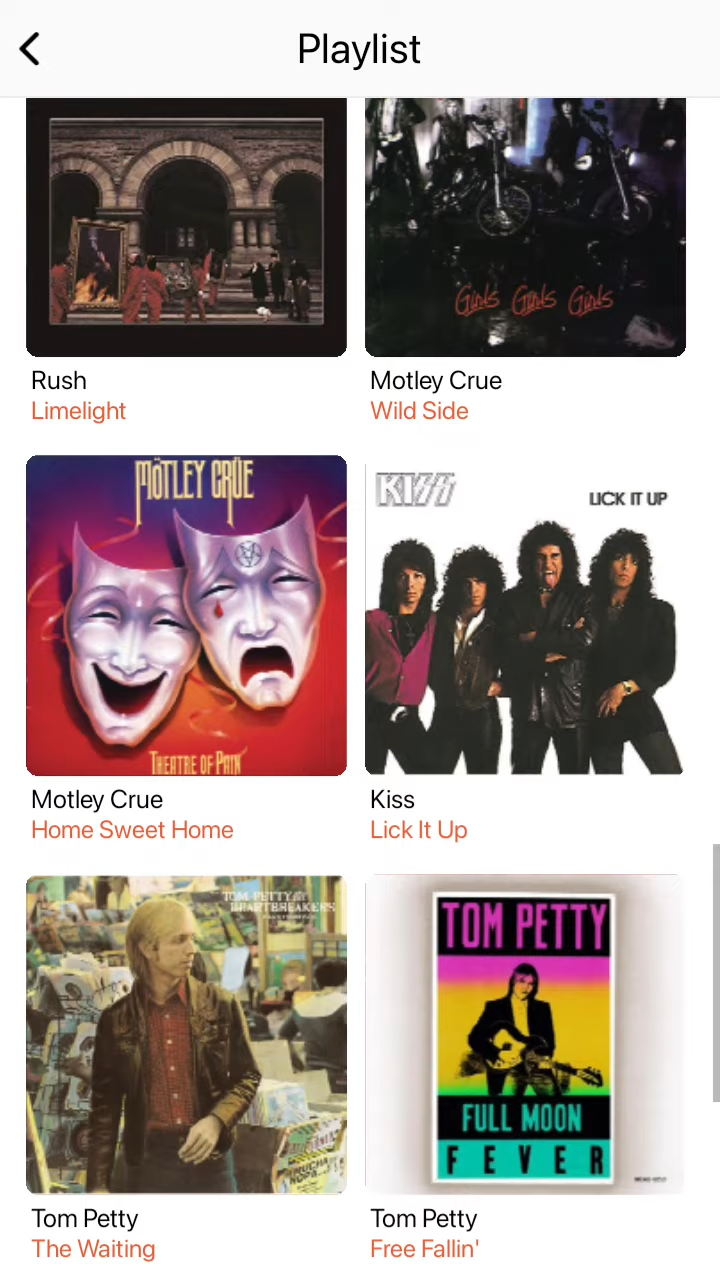 Playlist
Girls Girls Girls
Rush
Limelight
Motley Crue
Wild Side
MÖTLEY CRÜE
THEATRE OF PAIN
KISS
LICK IT UP
Motley Crue
Home Sweet Home
Kiss
Lick It Up
TOM PETTY AND THE
HEARTBREAKERS
TOM PETTY
FULL MOON
FEVER
Tom Petty
The Waiting
Tom Petty
Free Fallin'